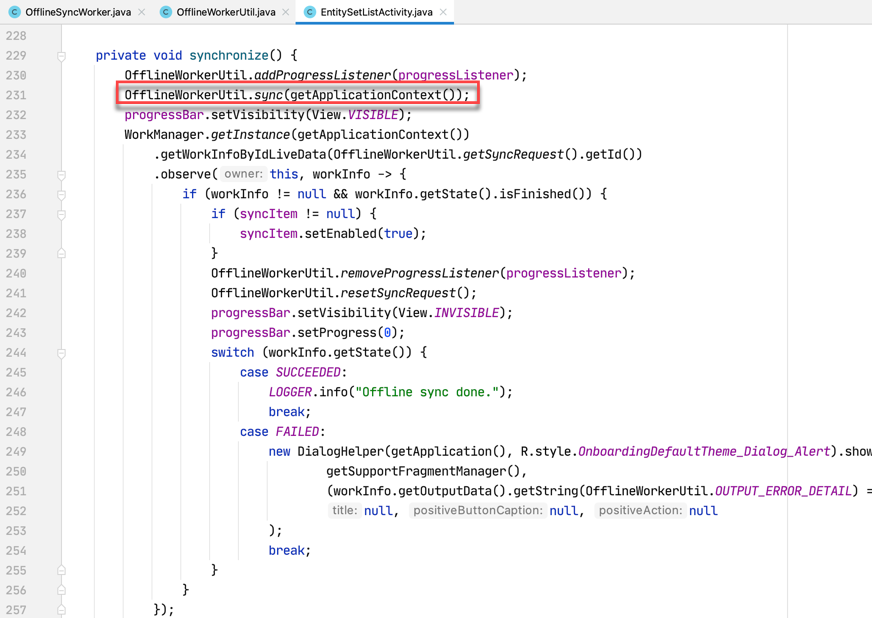 OfflineSyncWorker.java × OfflineWorkerUtil.java × EntitySetListActivity.java ×
228
229 private void synchronize() {
230 OfflineWorkerUtil.addProgressListener(progressListener);
231 OfflineWorkerUtil.sync(getApplicationContext());
232 progressBar.setVisibility(View.VISIBLE);
233 WorkManager.getInstance(getApplicationContext())
234 .getWorkInfoByIdLiveData(OfflineWorkerUtil.getSyncRequest().getId())
235 .observe( owner: this, workInfo -> {
236 if (workInfo != null && workInfo.getState().isFinished()) {
237 if (syncItem != null) {
238 syncItem.setEnabled(true);
239 }
240 OfflineWorkerUtil.removeProgressListener(progressListener);
241 OfflineWorkerUtil.resetSyncRequest();
242 progressBar.setVisibility(View.INVISIBLE);
243 progressBar.setProgress(0);
244 switch (workInfo.getState()) {
245 case SUCCEEDED:
246 LOGGER.info("Offline sync done.");
247 break;
248 case FAILED:
249 new DialogHelper(getApplication(), R.style.OnboardingDefaultTheme_Dialog_Alert).show
250 getSupportFragmentManager(),
251 (workInfo.getOutputData().getString(OfflineWorkerUtil.OUTPUT_ERROR_DETAIL) =
252 title: null, positiveButtonCaption: null, positiveAction: null
253 );
254 break;
255 }
256 }
257 });